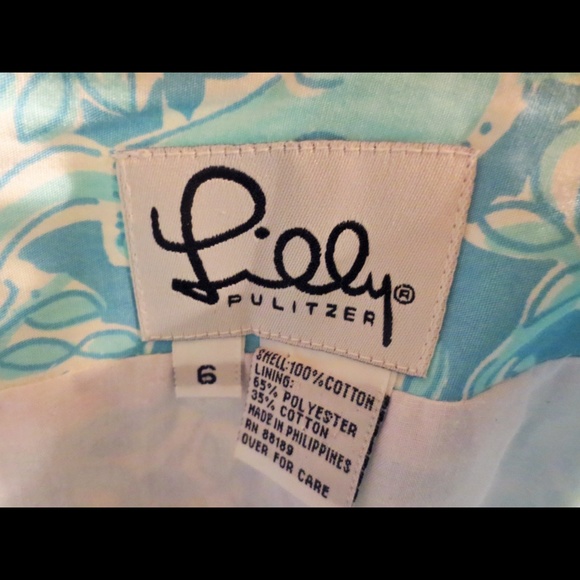 Lilly®
PULITZER
6
SHELL: 100% COTTON
LINING:
65% POLYESTER
35% COTTON
MADE IN PHILIPPINES
RN 88189
OVER FOR CARE